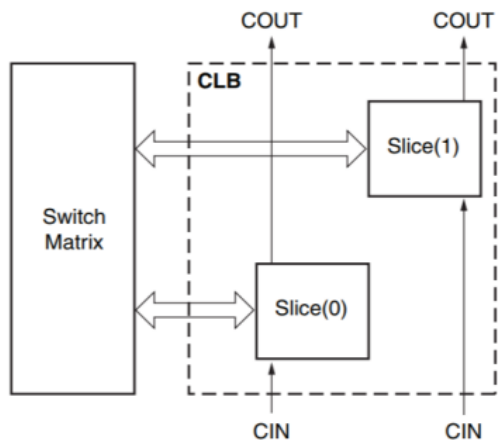 COUT COUT
CLB
Slice(1)
Switch
Matrix
Slice(0)
CIN CIN